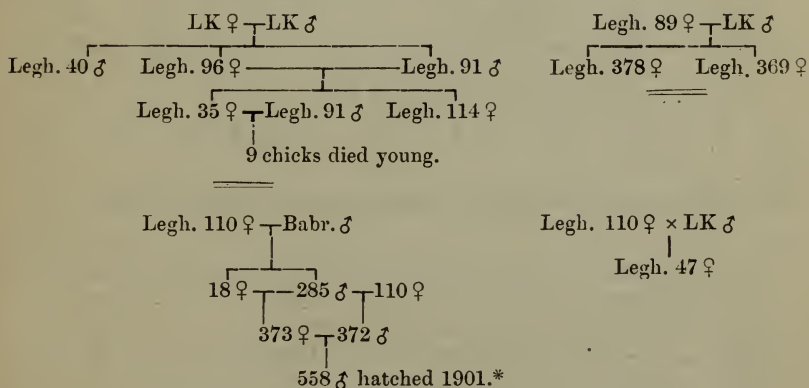 LK ♀ LK ♂
Legh. 40 ♂ Legh. 96 ♀ Legh. 91 ♂
Legh. 35 ♀ Legh. 91 ♂ Legh. 114 ♀
9 chicks died young.
Legh. 89 ♀ LK ♂
Legh. 378 ♀ Legh. 369 ♀
Legh. 110 ♀ Babr. ♂
18 ♀ 285 ♂ 110 ♀
373 ♀ 372 ♂
558 ♂ hatched 1901.*
Legh. 110 ♀ × LK ♂
Legh. 47 ♀